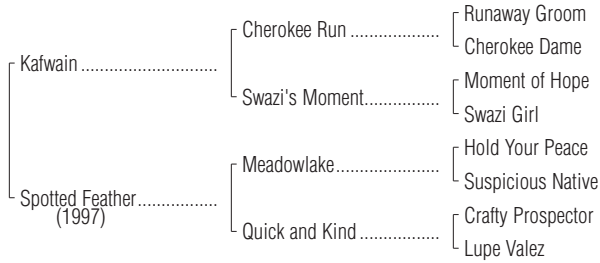 Runaway Groom
Cherokee Run ...................
Cherokee Dame
Kafwain .............................
Moment of Hope
Swazi's Moment................
Swazi Girl
Hold Your Peace
Meadowlake......................
Suspicious Native
Spotted Feather.................
(1997)
Crafty Prospector
Quick and Kind .................
Lupe Valez